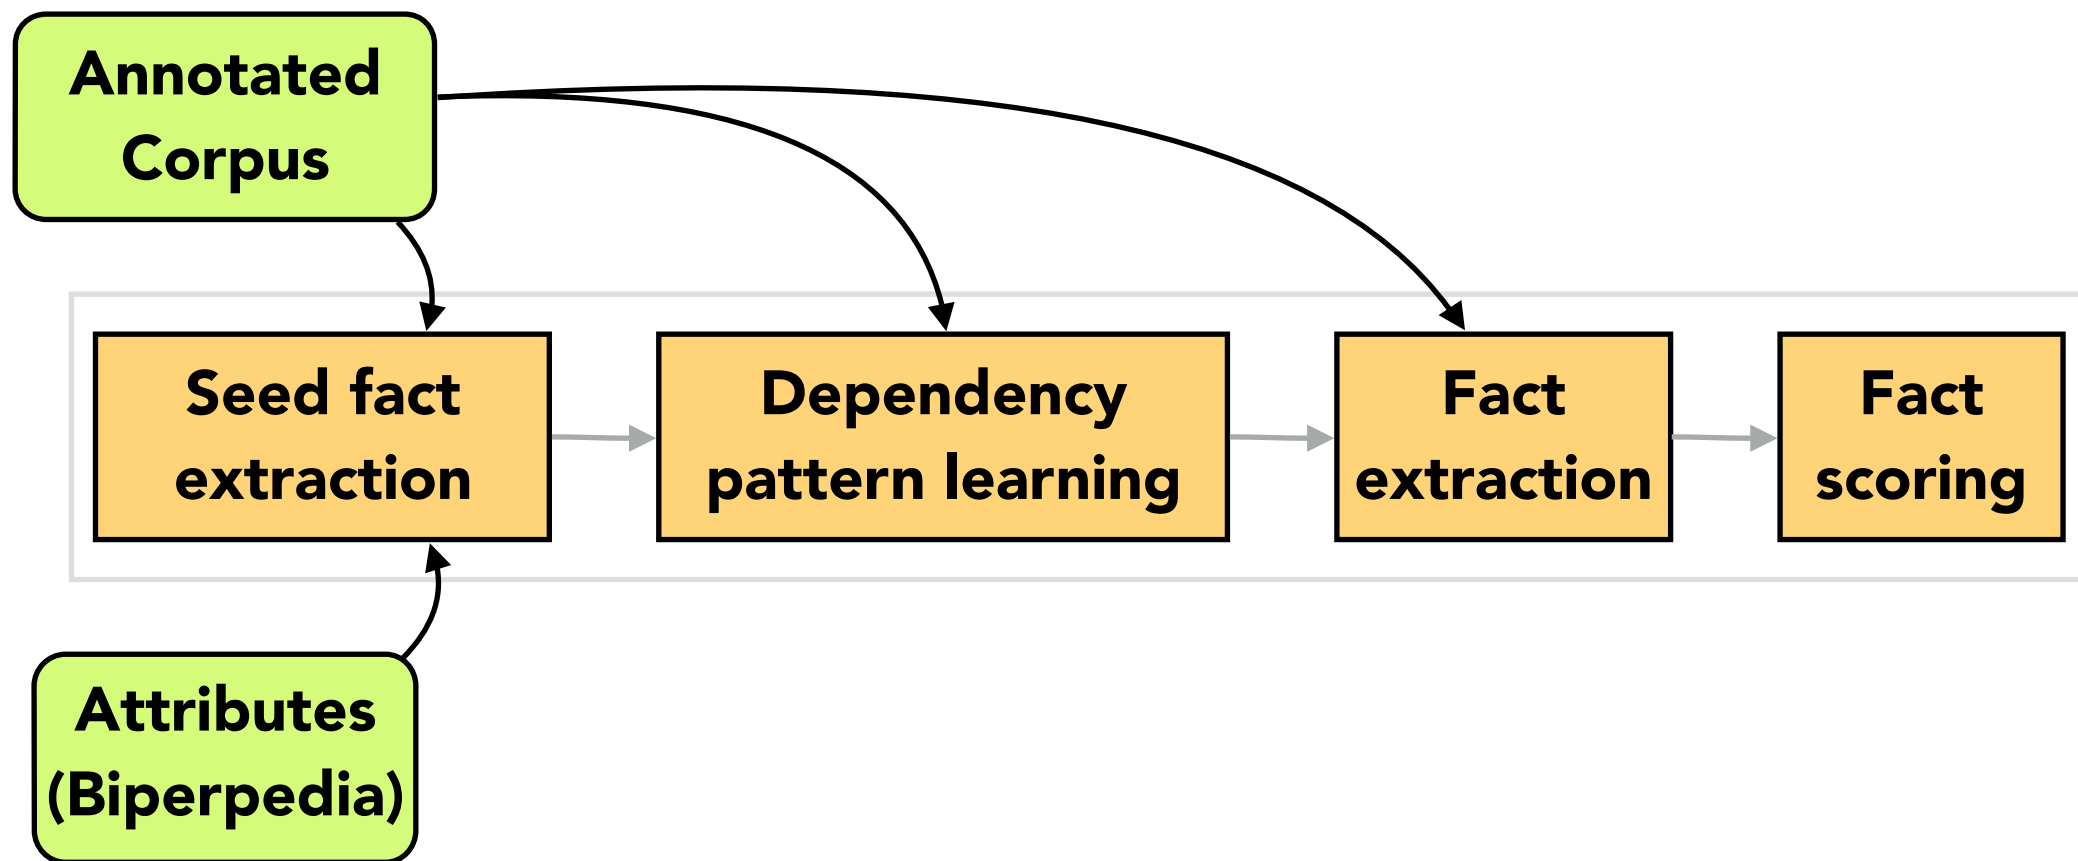 Annotated
Corpus
Seed fact
extraction
Dependency
pattern learning
Fact
extraction
Fact
scoring
Attributes
(Biperpedia)